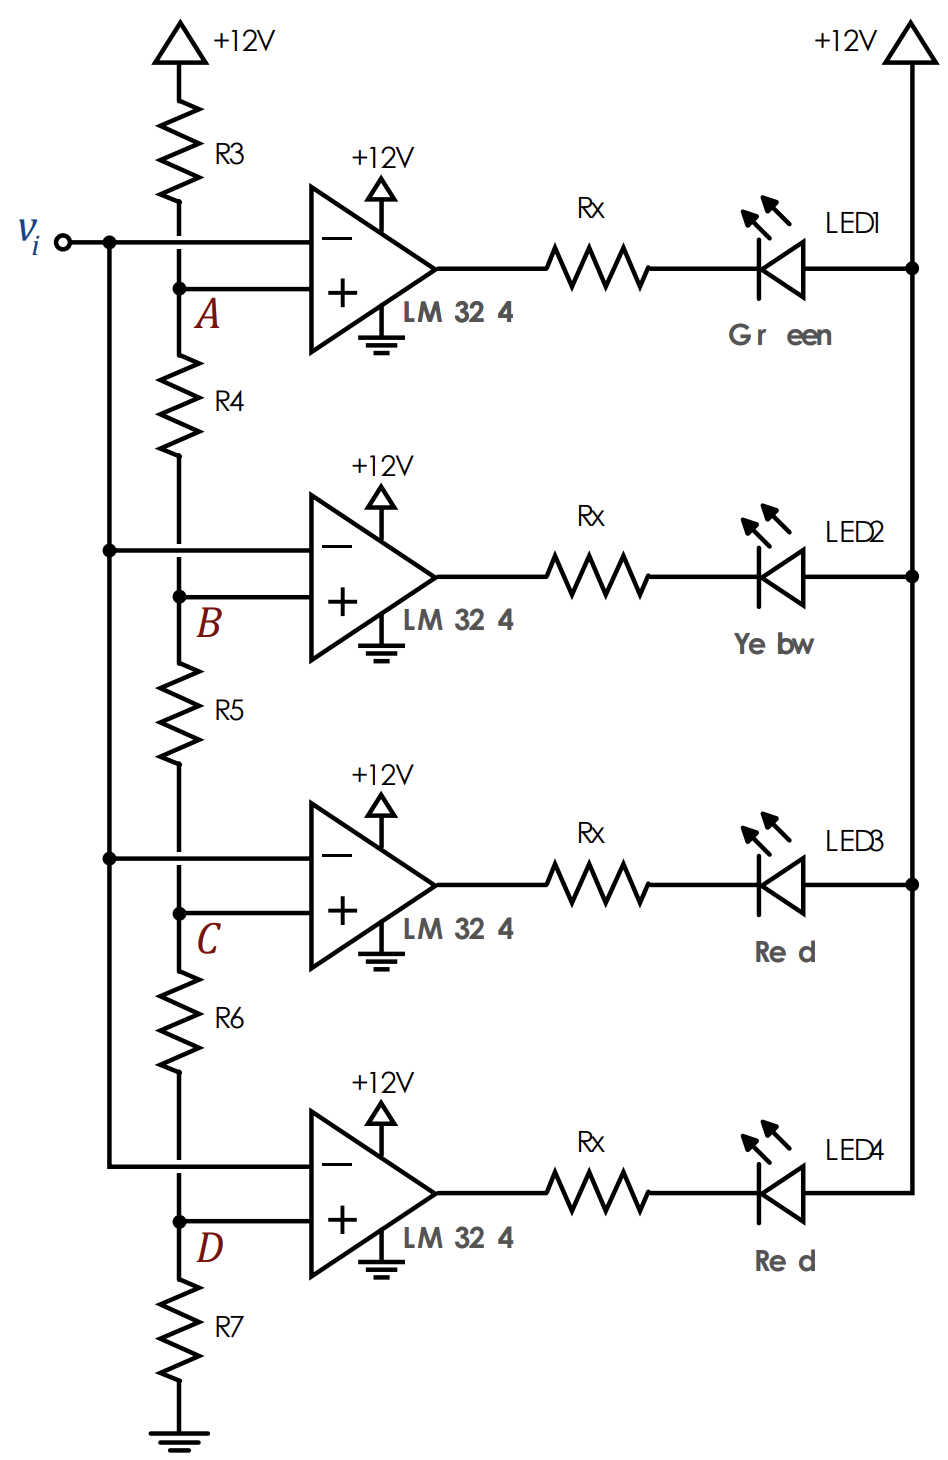 +12V
+12V
R3
+12V
Rx
LED1
vi
−
+
A
LM 32 4
Gr een
R4
+12V
Rx
LED2
−
+
B
LM 32 4
Ye bw
R5
+12V
Rx
LED3
−
+
C
LM 32 4
Re d
R6
+12V
Rx
LED4
−
+
D
LM 32 4
Re d
R7